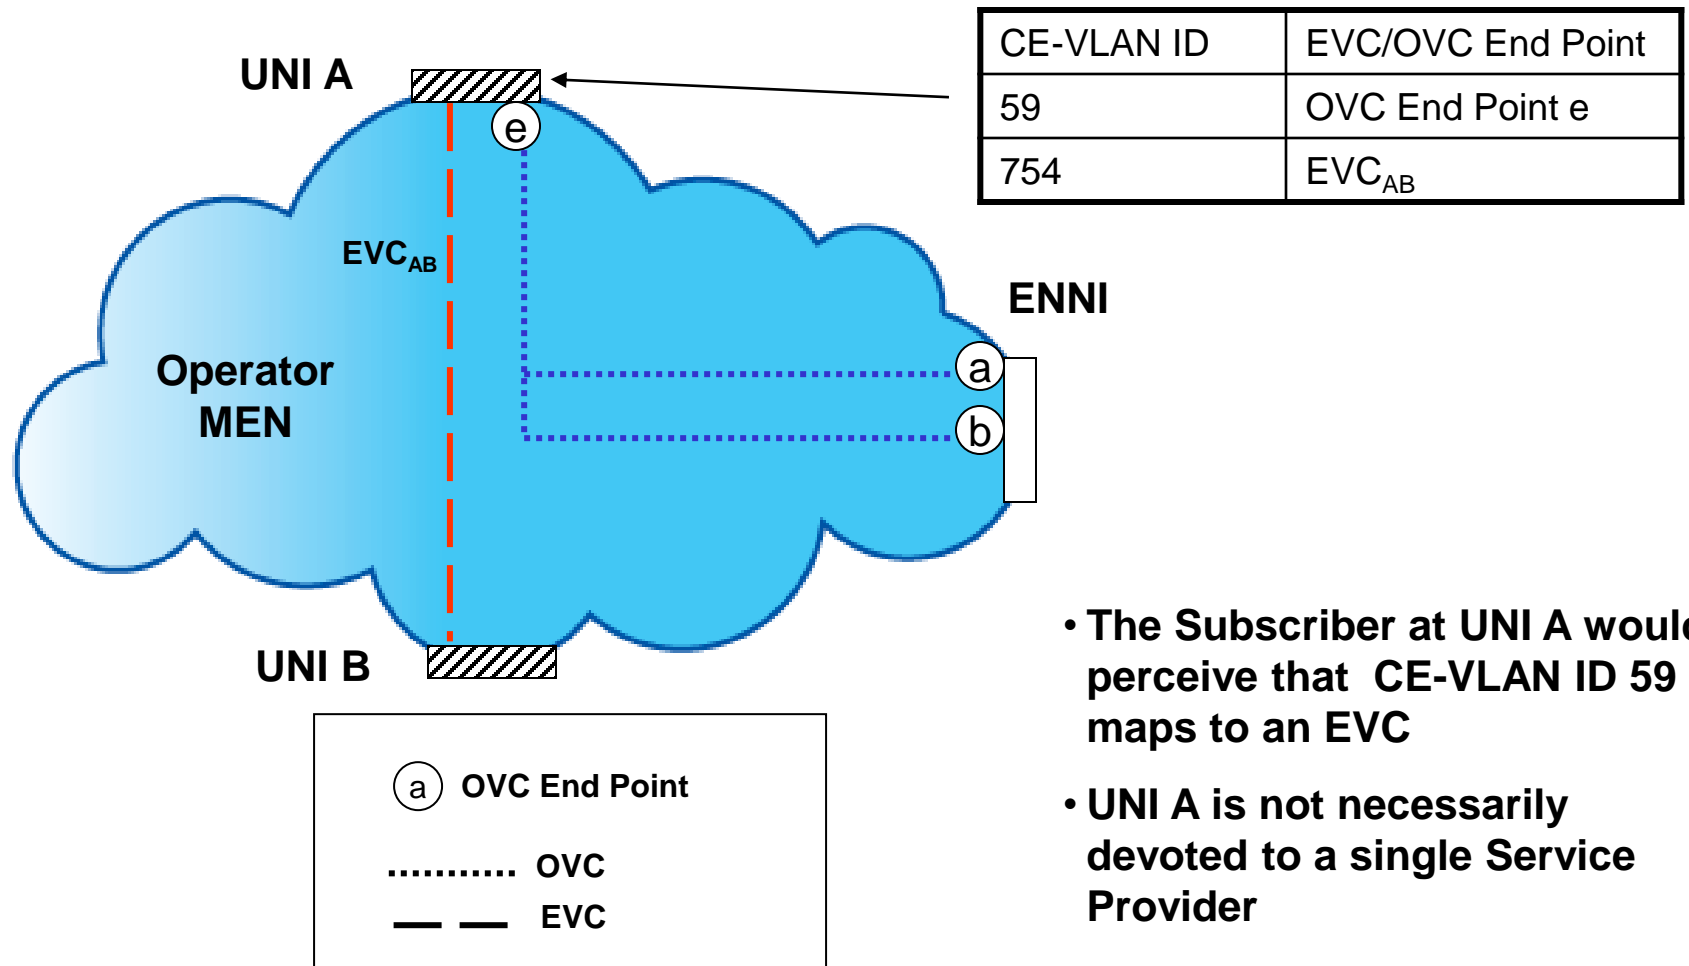 CE-VLAN ID EVC/OVC End Point
59 OVC End Point e
754 EVCAB
UNI A
e
EVCAB
ENNI
Operator
MEN
a
b
UNI B
a OVC End Point
OVC
EVC
• The Subscriber at UNI A would
perceive that CE-VLAN ID 59
maps to an EVC
• UNI A is not necessarily
devoted to a single Service
Provider